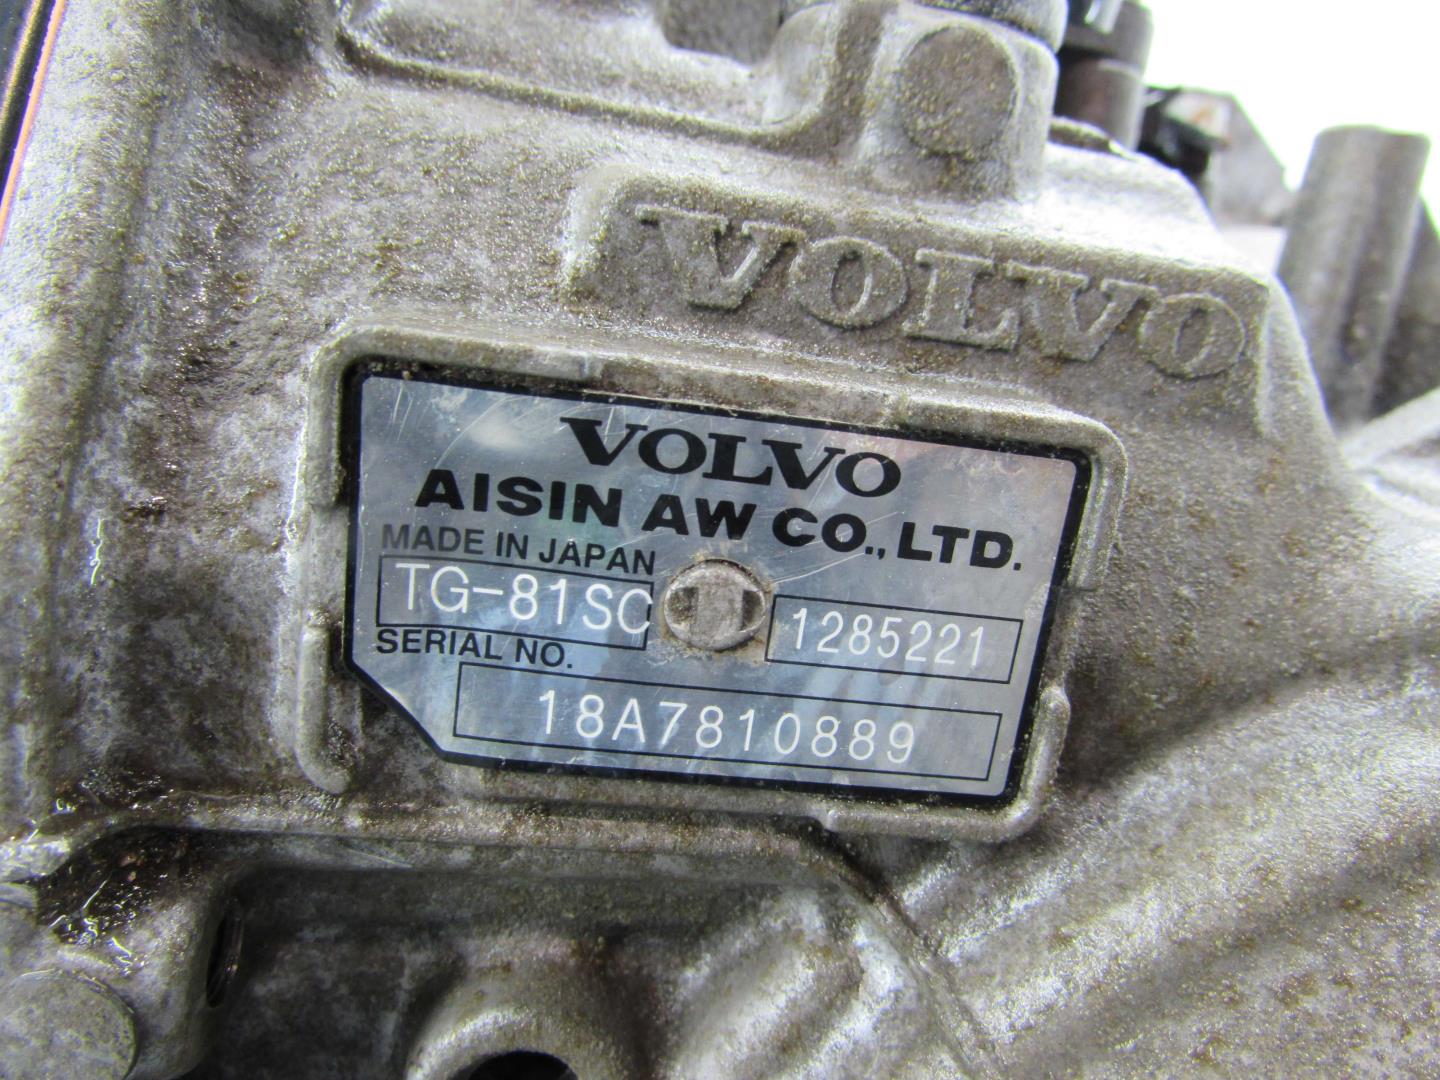 VOLVO
VOLVO
AISIN AW CO., LTD.
MADE IN JAPAN
TG-81SC 1285221
SERIAL NO.
18A7810889